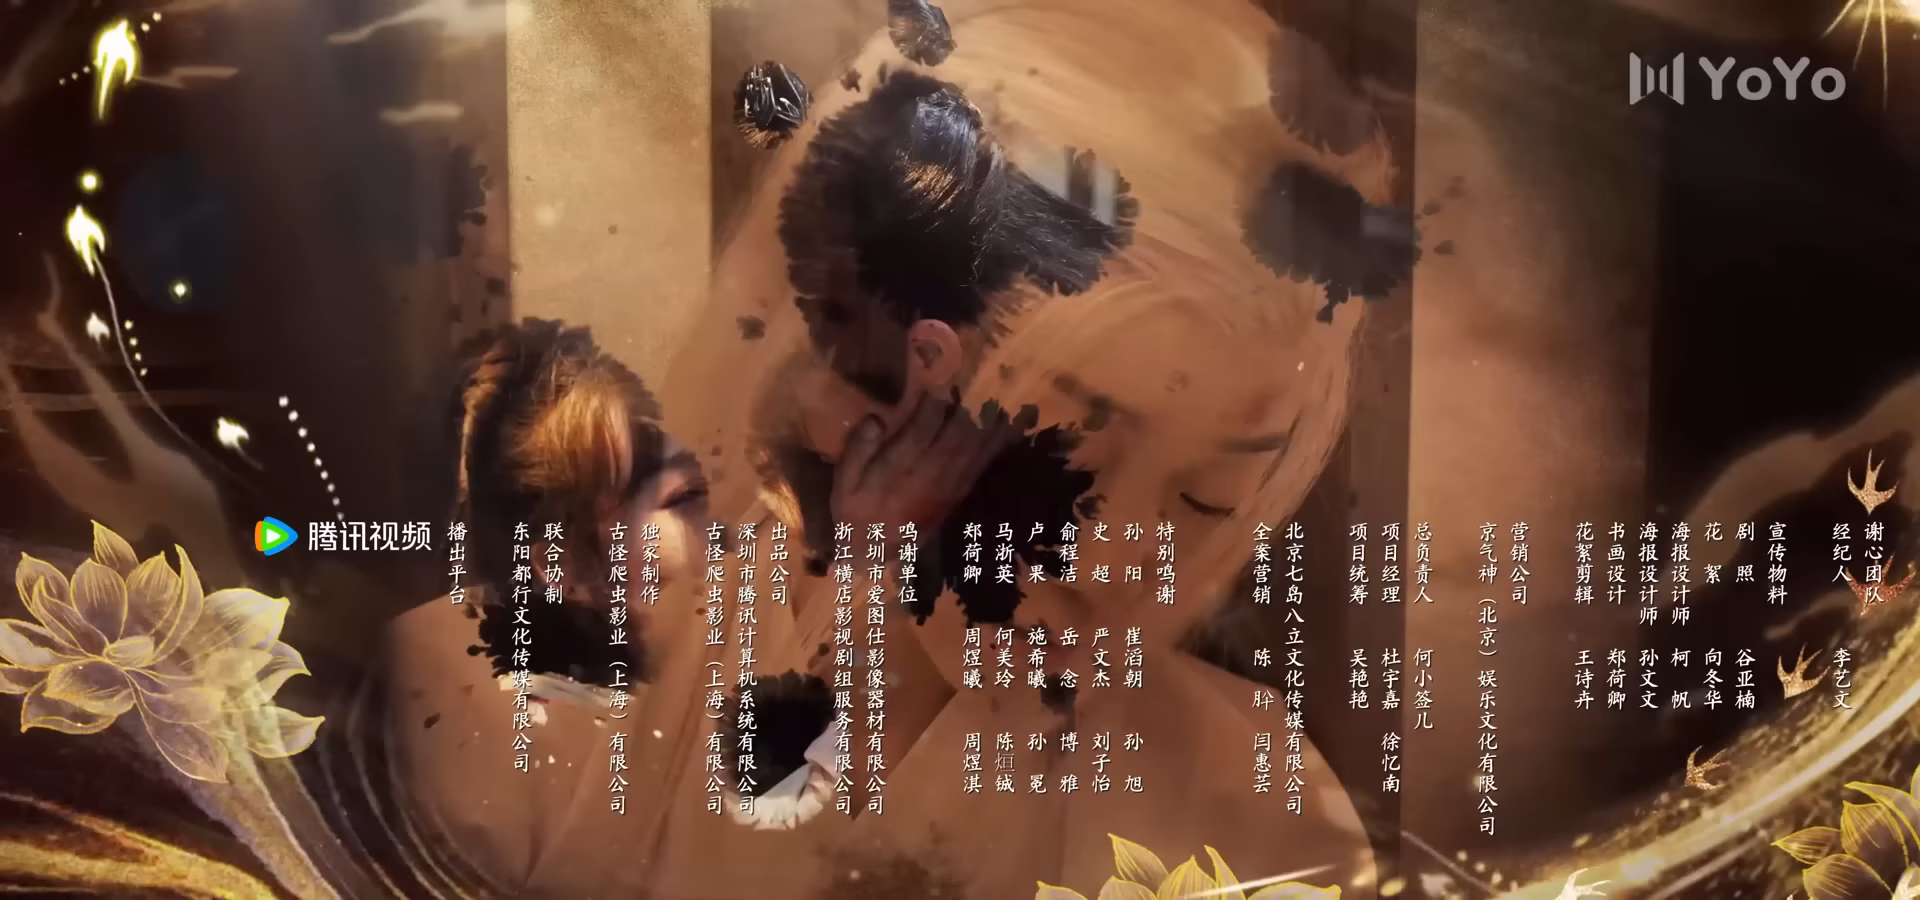 YoYo
谢心团队
经纪人 李艺文
宣传物料
剧照 谷亚楠
花絮 向冬华
海报设计师 柯帆
海报设计师 孙文文
书画设计 郑荷卿
花絮剪辑 王诗卉
营销公司
京气神（北京）娱乐文化有限公司
总负责人 何小签儿
项目经理 杜宇嘉 徐忆南
项目统筹 吴艳艳
北京七岛八立文化传媒有限公司
全案营销 陈 闫惠芸
特别鸣谢
孙阳 崔滔朝 孙旭
史超 严文杰 刘子怡
俞程洁 岳念 博雅
卢果 施希曦 孙冕
马浙英 何美玲 陈烜铖
郑荷卿 周煜曦 周煜淇
鸣谢单位
深圳市爱图仕影像器材有限公司
浙江横店影视剧组服务有限公司
出品公司
深圳市腾讯计算机系统有限公司
古怪爬虫影业（上海）有限公司
独家制作
古怪爬虫影业（上海）有限公司
联合协制
东阳都行文化传媒有限公司
播出平台
腾讯视频